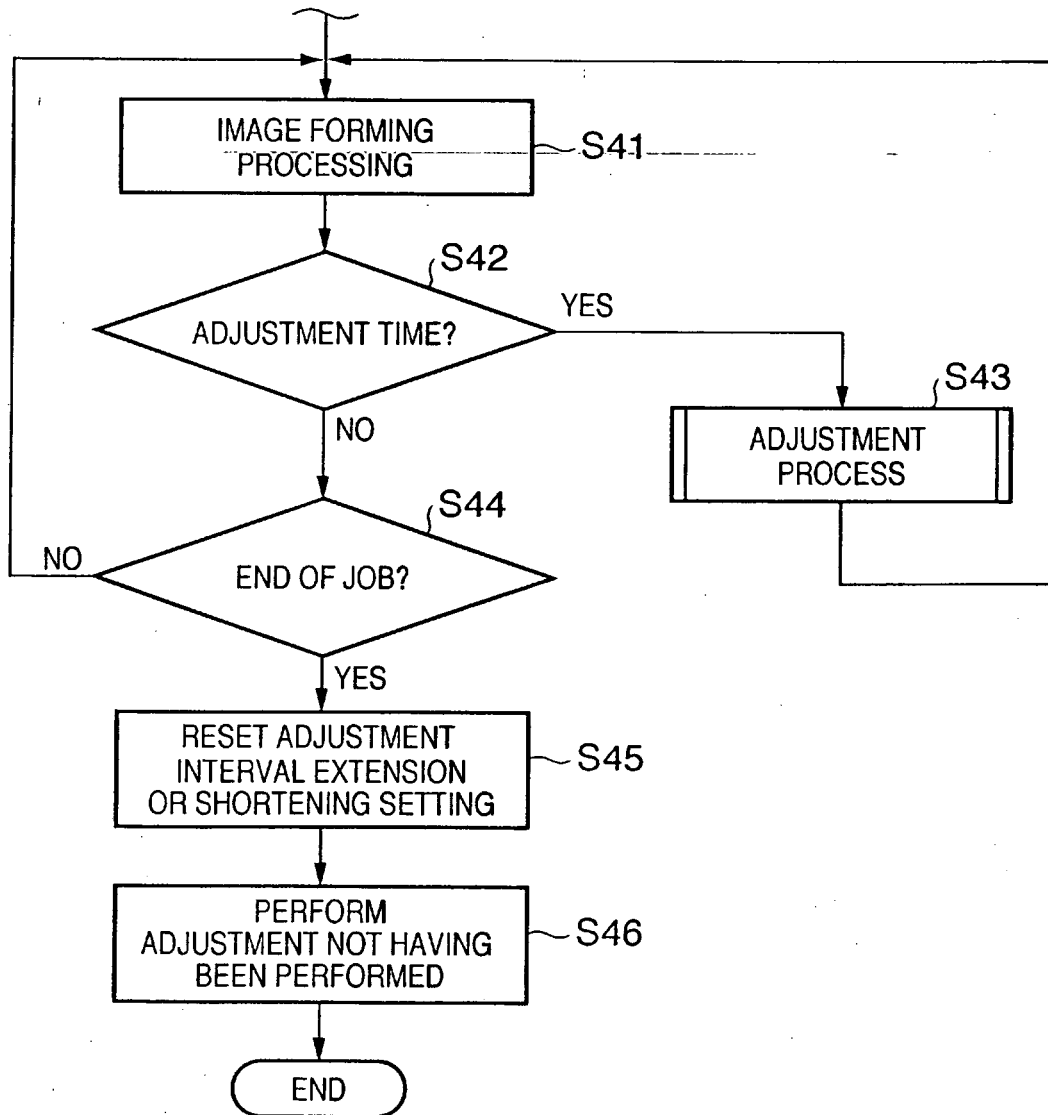 IMAGE FORMING
PROCESSING
S41
S42
ADJUSTMENT TIME?
YES
NO
S43
ADJUSTMENT
PROCESS
S44
NO
END OF JOB?
YES
RESET ADJUSTMENT
INTERVAL EXTENSION
OR SHORTENING SETTING
S45
PERFORM
ADJUSTMENT NOT HAVING
BEEN PERFORMED
S46
END